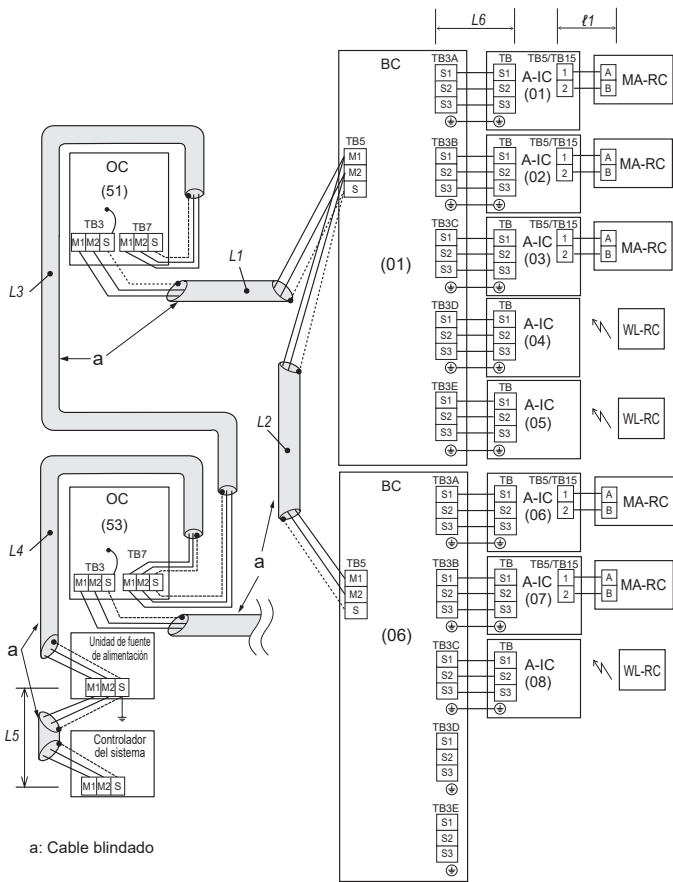 L6
ℓ1
BC
TB3A
TB
TB5/TB15
S1
S2
S3
S1
S2
S3
A-IC
(01)
1
2
A
B
MA-RC
TB5
M1
M2
S
TB3B
TB
TB5/TB15
S1
S2
S3
S1
S2
S3
A-IC
(02)
1
2
A
B
MA-RC
OC
(51)
TB3
TB7
M1 M2 S
M1 M2 S
L1
L3
a
(01)
TB3C
TB
TB5/TB15
S1
S2
S3
S1
S2
S3
A-IC
(03)
1
2
A
B
MA-RC
TB3D
TB
S1
S2
S3
S1
S2
S3
A-IC
(04)
WL-RC
TB3E
TB
S1
S2
S3
S1
S2
S3
A-IC
(05)
WL-RC
L2
BC
TB3A
TB
TB5/TB15
S1
S2
S3
S1
S2
S3
A-IC
(06)
1
2
A
B
MA-RC
OC
(53)
TB3
TB7
M1 M2 S
M1 M2 S
L4
a
TB5
M1
M2
S
(06)
TB3B
TB
TB5/TB15
S1
S2
S3
S1
S2
S3
A-IC
(07)
1
2
A
B
MA-RC
TB3C
TB
S1
S2
S3
S1
S2
S3
A-IC
(08)
WL-RC
a
Unidad de fuente
de alimentación
M1 M2 S
L5
Controlador
del sistema
M1 M2 S
TB3D
S1
S2
S3
TB3E
S1
S2
S3
a: Cable blindado